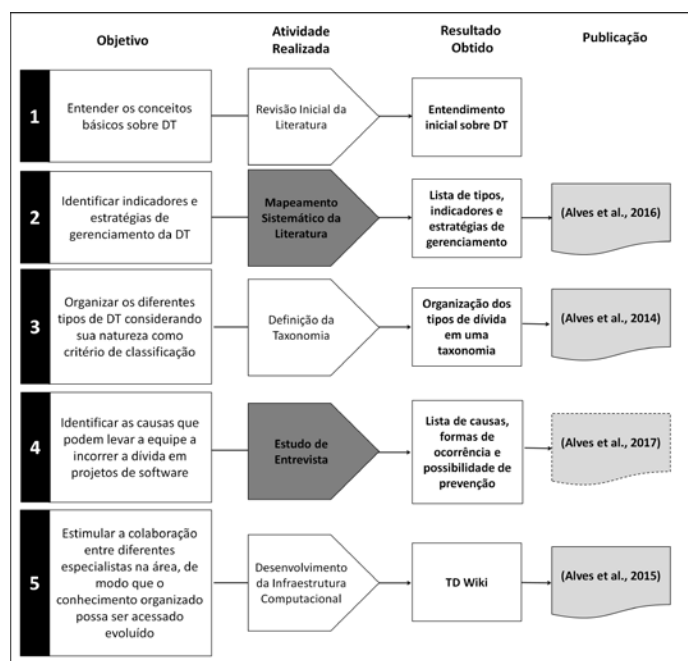 Objetivo
Atividade
Realizada
Resultado
Obtido
Publicação
1
Entender os conceitos
básicos sobre DT
Revisão Inicial da
Literatura
Entendimento
inicial sobre DT
2
Identificar indicadores e
estratégias de
gerenciamento da DT
Mapeamento
Sistemático da
Literatura
Lista de tipos,
indicadores e
estratégias de
gerenciamento
(Alves et al., 2016)
3
Organizar os diferentes
tipos de DT considerando
sua natureza como
critério de classificação
Definição da
Taxonomia
Organização dos
tipos de dívida
em uma
taxonomia
(Alves et al., 2014)
4
Identificar as causas que
podem levar a equipe a
incorrer a dívida em
projetos de software
Estudo de
Entrevista
Lista de causas,
formas de
ocorrência e
possibilidade de
prevenção
(Alves et al., 2017)
5
Estimular a colaboração
entre diferentes
especialistas na área, de
modo que o
conhecimento organizado
possa ser acessado
evoluído
Desenvolvimento
da Infraestrutura
Computacional
TD Wiki
(Alves et al., 2015)